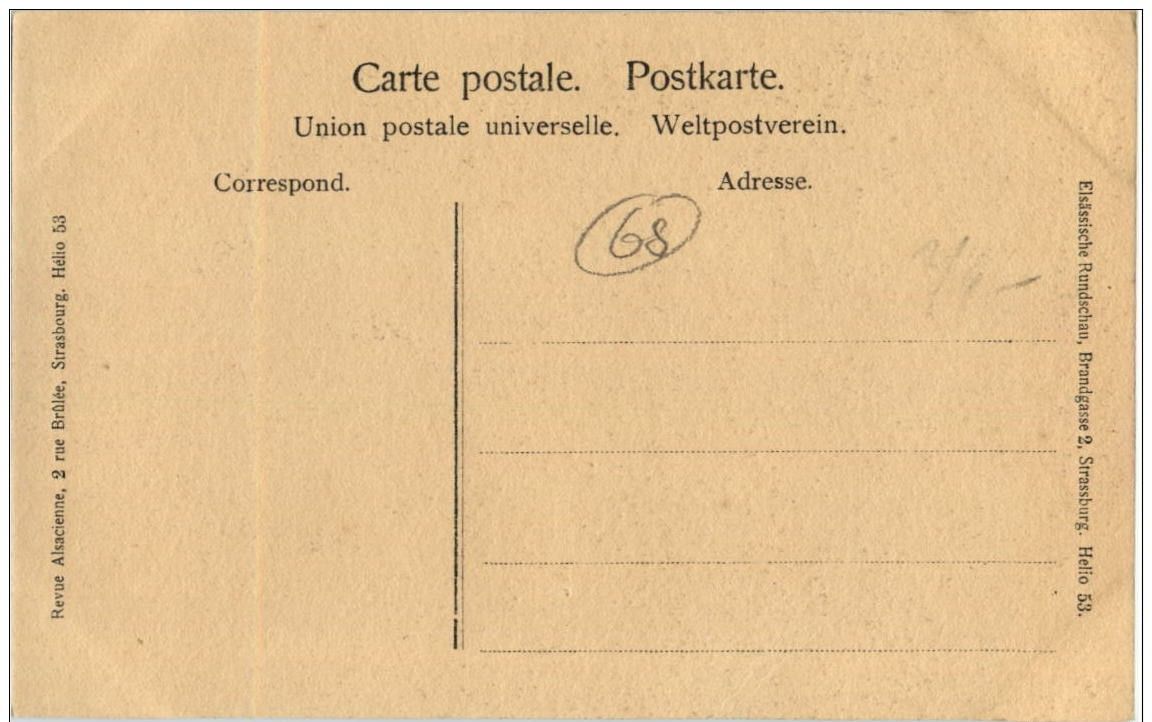 Carte postale. Postkarte.
Union postale universelle. Weltpostverein.
Correspond.
Adresse.
68
Revue Alsacienne, 2 rue Brûlée, Strasbourg. Hélio 53
Elsässische Rundschau, Brandgasse 2, Strassburg. Helio 53.